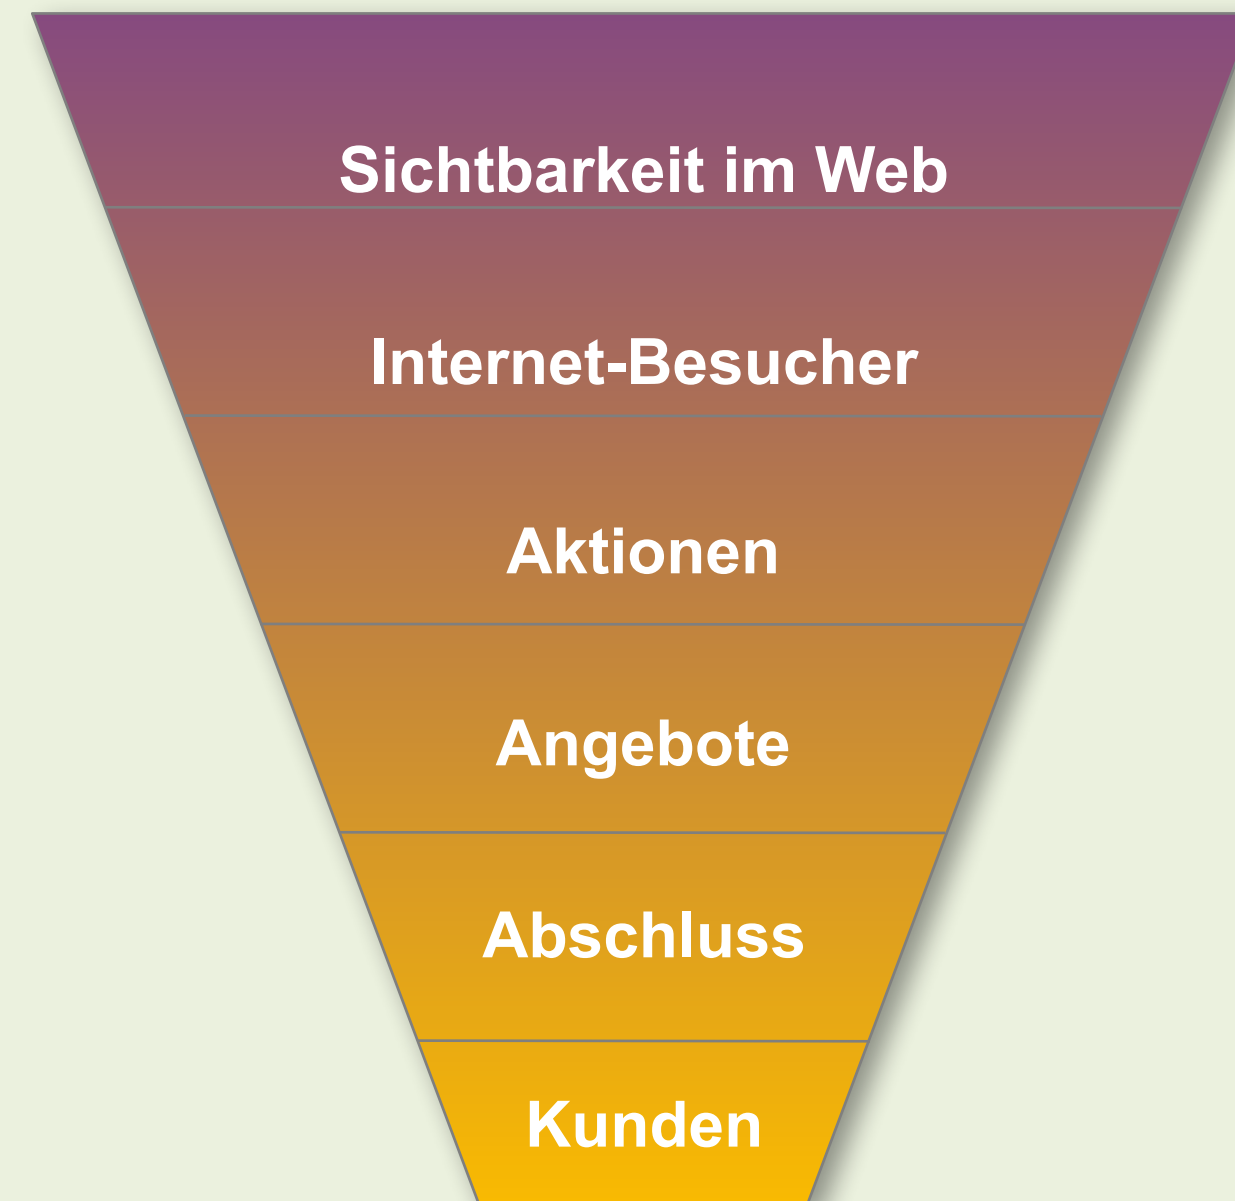 Sichtbarkeit im Web
Internet-Besucher
Aktionen
Angebote
Abschluss
Kunden